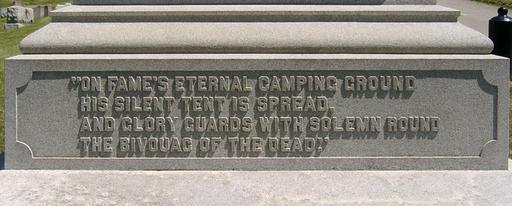 "ON FAME'S ETERNAL CAMPING GROUND
HIS SILENT TENT IS SPREAD.
AND GLORY GUARDS WITH SOLEMN ROUND
THE BIVOUAC OF THE DEAD."